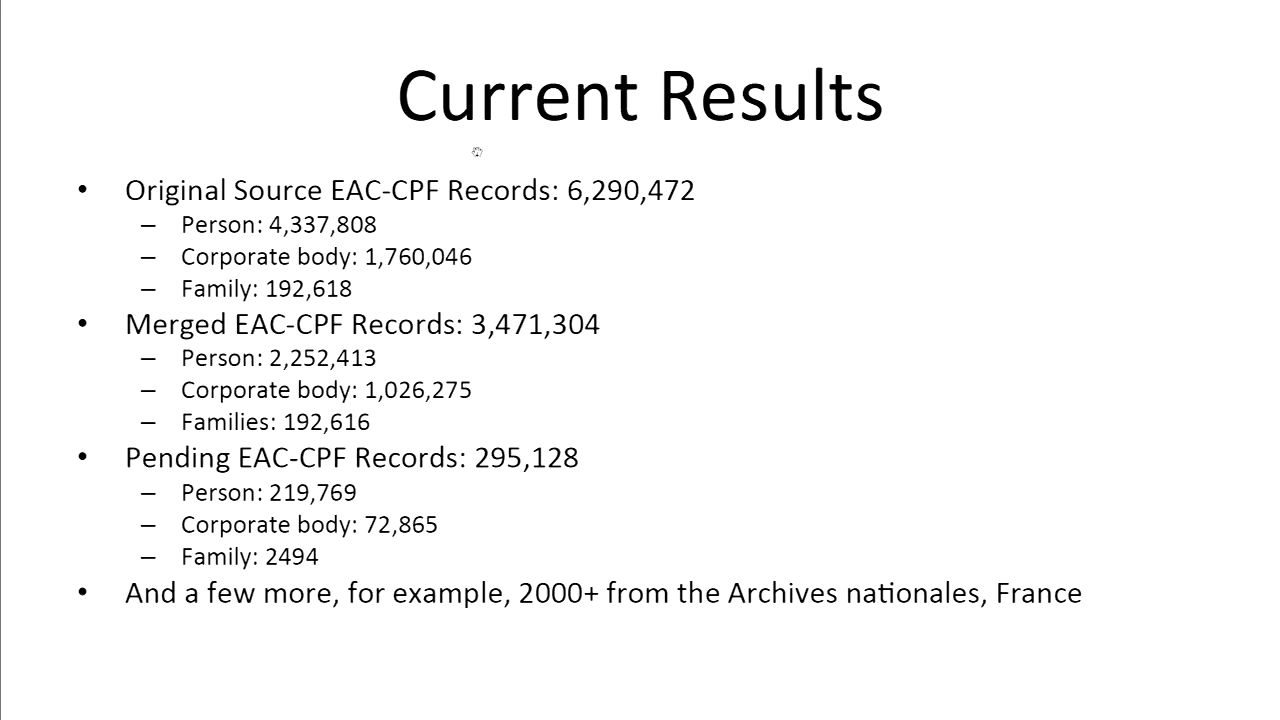 Current Results
• Original Source EAC-CPF Records: 6,290,472
– Person: 4,337,808
– Corporate body: 1,760,046
– Family: 192,618
• Merged EAC-CPF Records: 3,471,304
– Person: 2,252,413
– Corporate body: 1,026,275
– Families: 192,616
• Pending EAC-CPF Records: 295,128
– Person: 219,769
– Corporate body: 72,865
– Family: 2494
• And a few more, for example, 2000+ from the Archives nationales, France